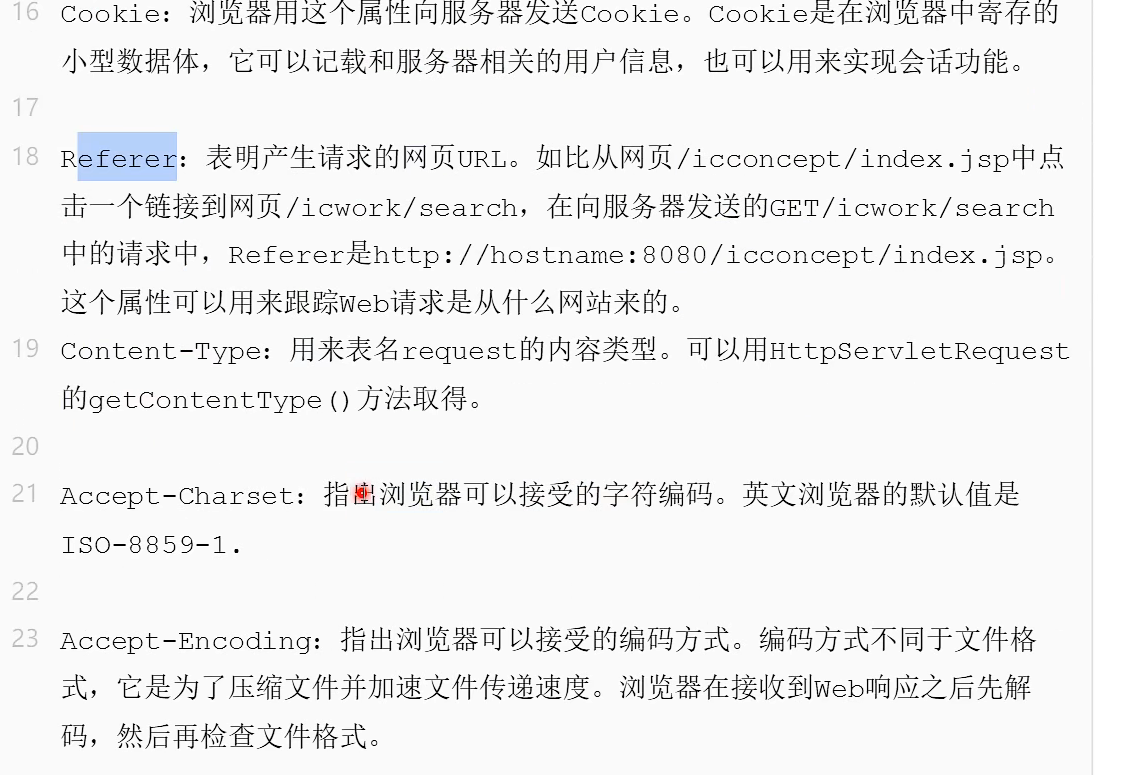 16 Cookie：浏览器用这个属性向服务器发送Cookie。Cookie是在浏览器中寄存的
小型数据体，它可以记载和服务器相关的用户信息，也可以用来实现会话功能。
17
18 Referer：表明产生请求的网页URL。如比从网页/icconcept/index.jsp中点
击一个链接到网页/icwork/search，在向服务器发送的GET/icwork/search
中的请求中，Referer是http://hostname:8080/icconcept/index.jsp。
这个属性可以用来跟踪Web请求是从什么网站来的。
19 Content-Type：用来表名request的内容类型。可以用HttpServletRequest
的getContentType()方法取得。
20
21 Accept-Charset：指出浏览器可以接受的字符编码。英文浏览器的默认值是
ISO-8859-1.
22
23 Accept-Encoding：指出浏览器可以接受的编码方式。编码方式不同于文件格
式，它是为了压缩文件并加速文件传递速度。浏览器在接收到Web响应之后先解
码，然后再检查文件格式。